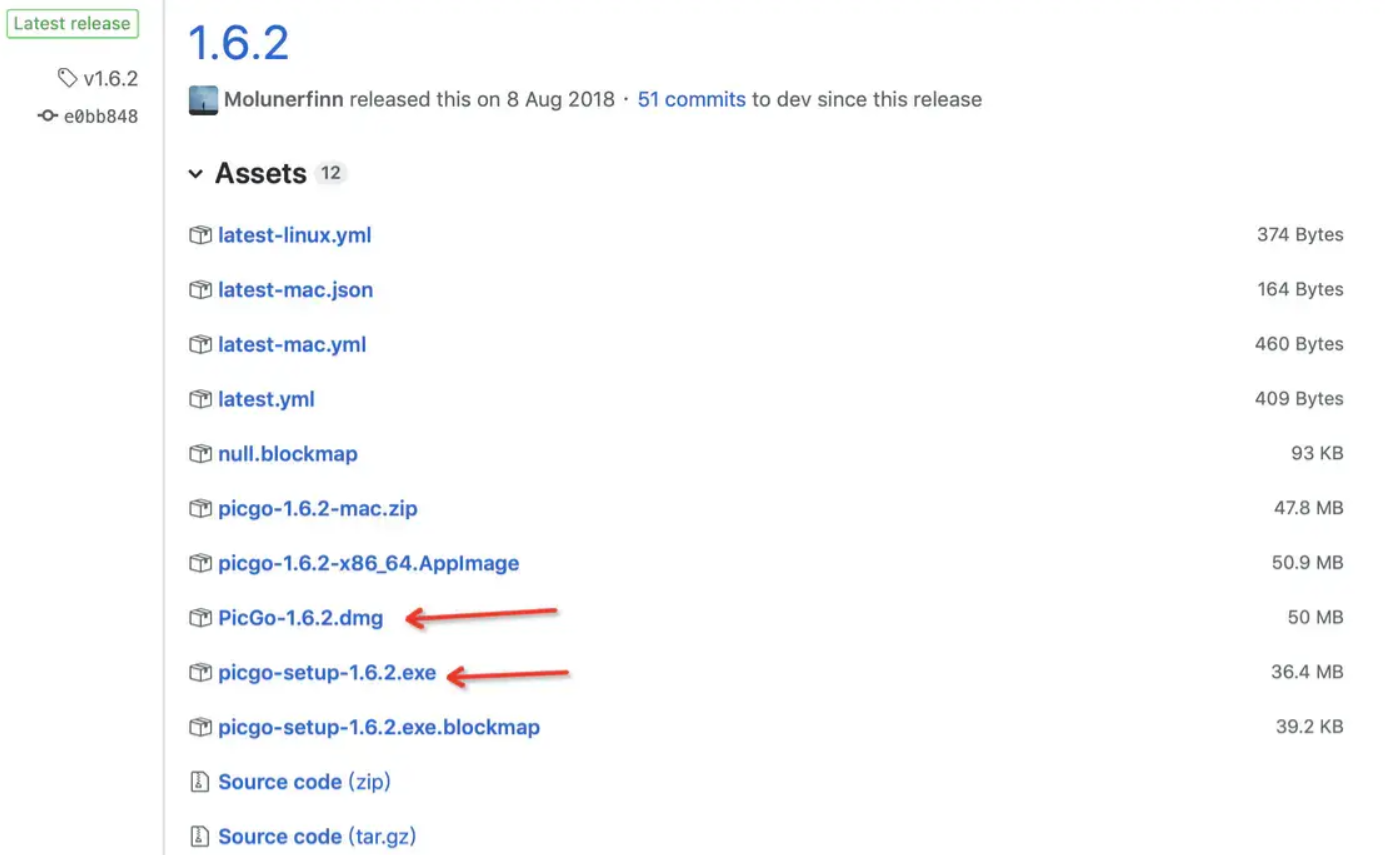 Latest release
1.6.2
v1.6.2
Molunerfinn released this on 8 Aug 2018 · 51 commits to dev since this release
e0bb848
Assets 12
latest-linux.yml 374 Bytes
latest-mac.json 164 Bytes
latest-mac.yml 460 Bytes
latest.yml 409 Bytes
null.blockmap 93 KB
picgo-1.6.2-mac.zip 47.8 MB
picgo-1.6.2-x86_64.AppImage 50.9 MB
PicGo-1.6.2.dmg 50 MB
picgo-setup-1.6.2.exe 36.4 MB
picgo-setup-1.6.2.exe.blockmap 39.2 KB
Source code (zip)
Source code (tar.gz)